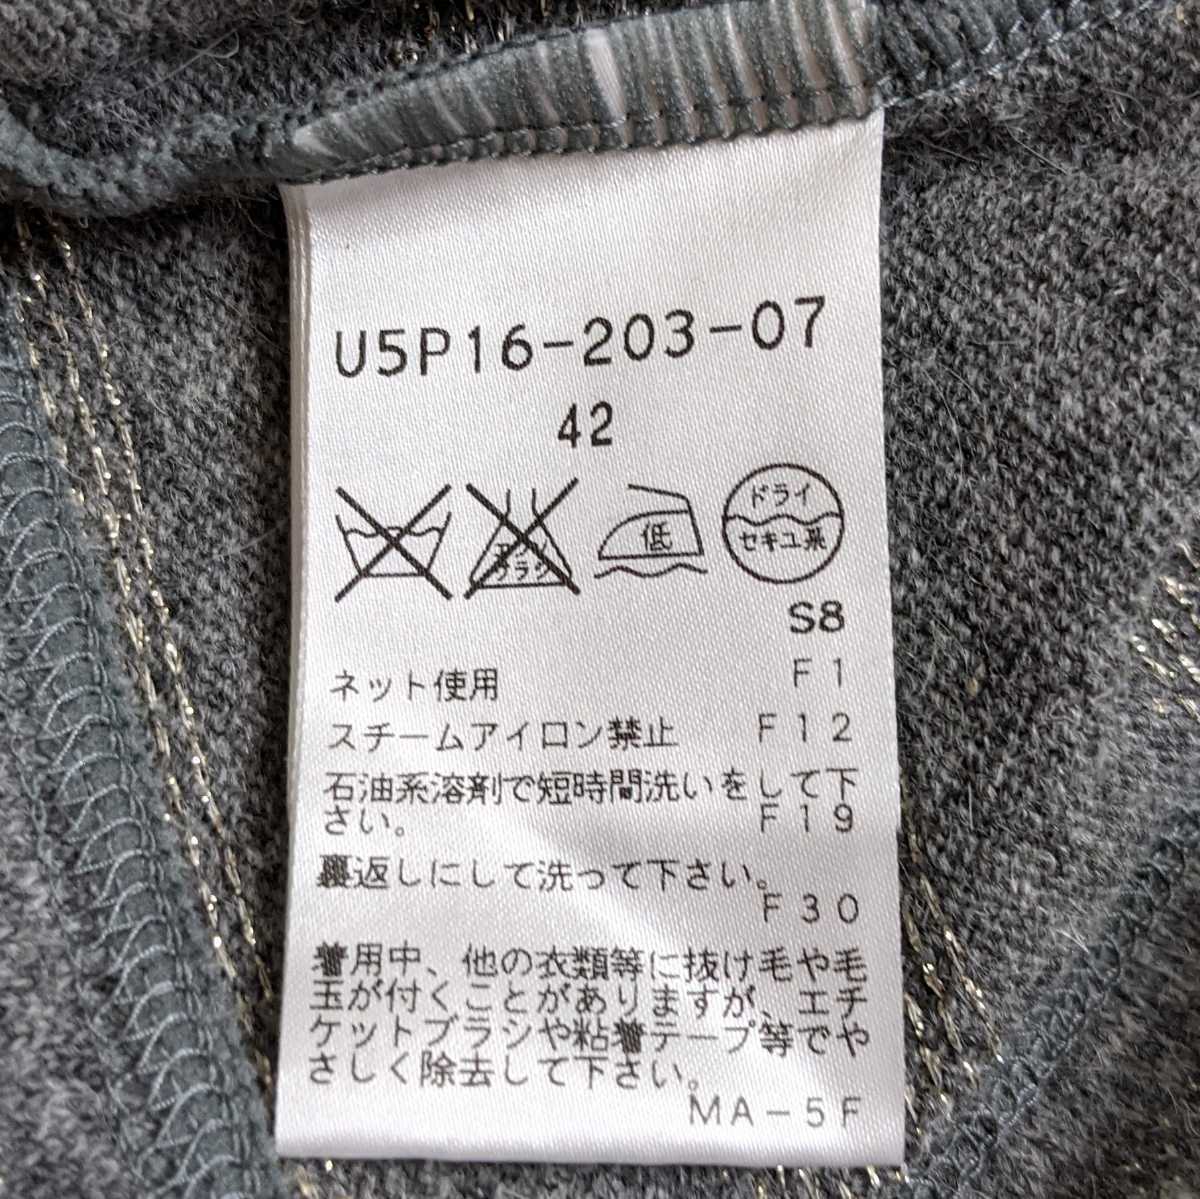 U5P16-203-07
42
エンソ
サラシ
低
ドライ
セキユ系
S8
ネット使用 F1
スチームアイロン禁止 F12
石油系溶剤で短時間洗いをして下
さい。 F19
裏返しにして洗って下さい。
F30
着用中、他の衣類等に抜け毛や毛
玉が付くことがありますが、エチ
ケットブラシや粘着テープ等でや
さしく除去して下さい。
MA-5F